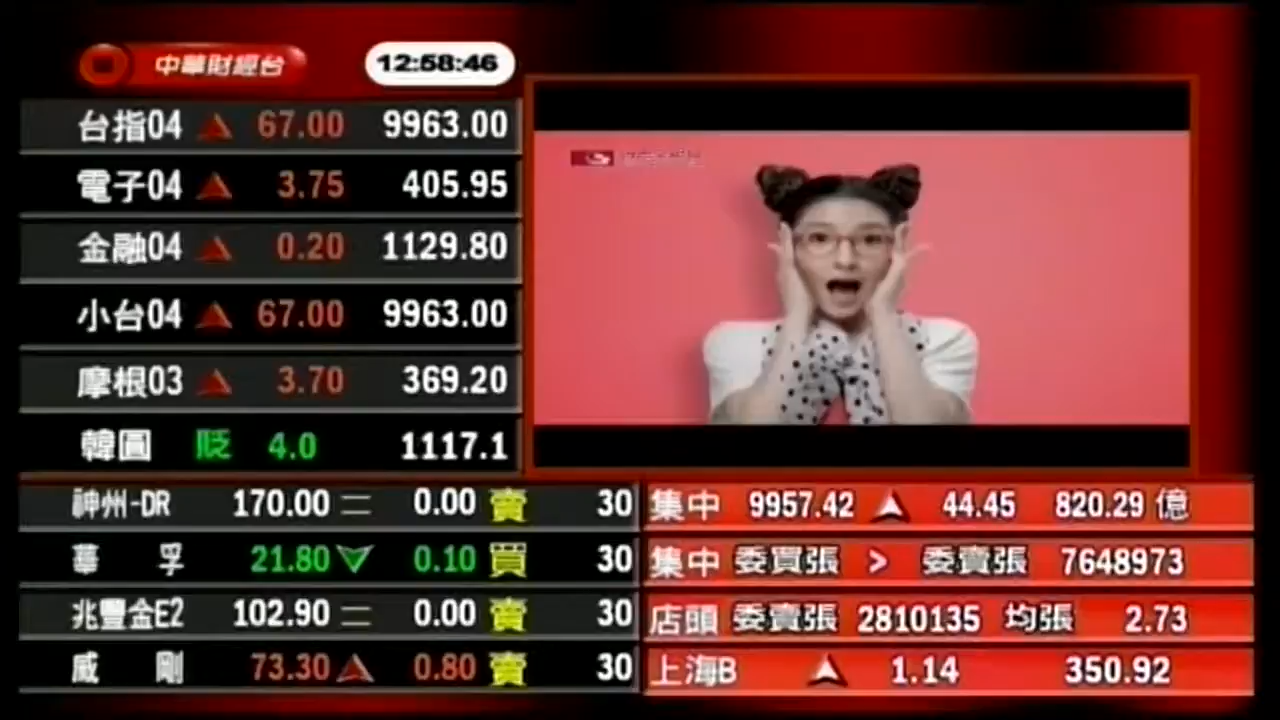 中華財經台
12:58:46
台指04 ▲ 67.00 9963.00
電子04 ▲ 3.75 405.95
金融04 ▲ 0.20 1129.80
小台04 ▲ 67.00 9963.00
摩根03 ▲ 3.70 369.20
韓圓 貶 4.0 1117.1
神州-DR 170.00 = 0.00 賣 30
華孚 21.80 ▽ 0.10 買 30
兆豐金E2 102.90 = 0.00 賣 30
威剛 73.30 △ 0.80 賣 30
集中 9957.42 ▲ 44.45 820.29 億
集中 委買張 > 委賣張 7648973
店頭 委賣張 2810135 均張 2.73
上海B ▲ 1.14 350.92